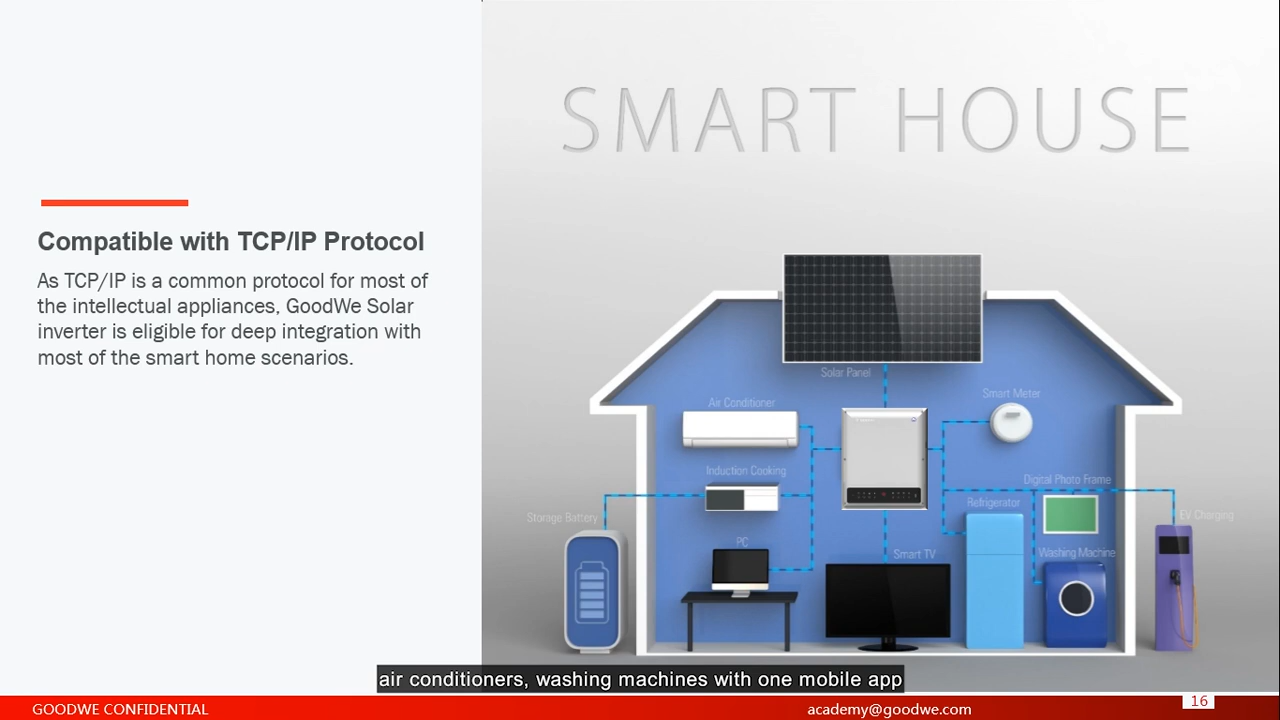 SMART HOUSE
Compatible with TCP/IP Protocol
As TCP/IP is a common protocol for most of
the intellectual appliances, GoodWe Solar
inverter is eligible for deep integration with
most of the smart home scenarios.
Solar Panel
Air Conditioner
Smart Meter
Induction Cooking
Digital Photo Frame
Refrigerator
Storage Battery
EV Charging
PC
Smart TV
Washing Machine
air conditioners, washing machines with one mobile app
GOODWE CONFIDENTIAL
academy@goodwe.com
16